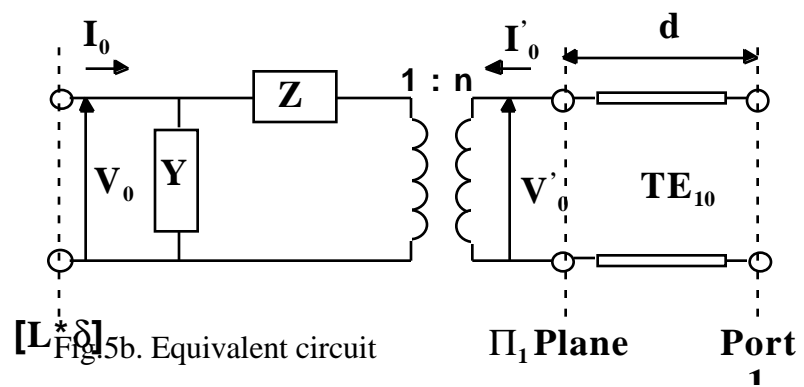 I₀
I'₀
d
1 : n
Z
Y
V₀
V'₀
TE₁₀
[L*δ]
Fig.5b. Equivalent circuit
Π₁ Plane
Port
1